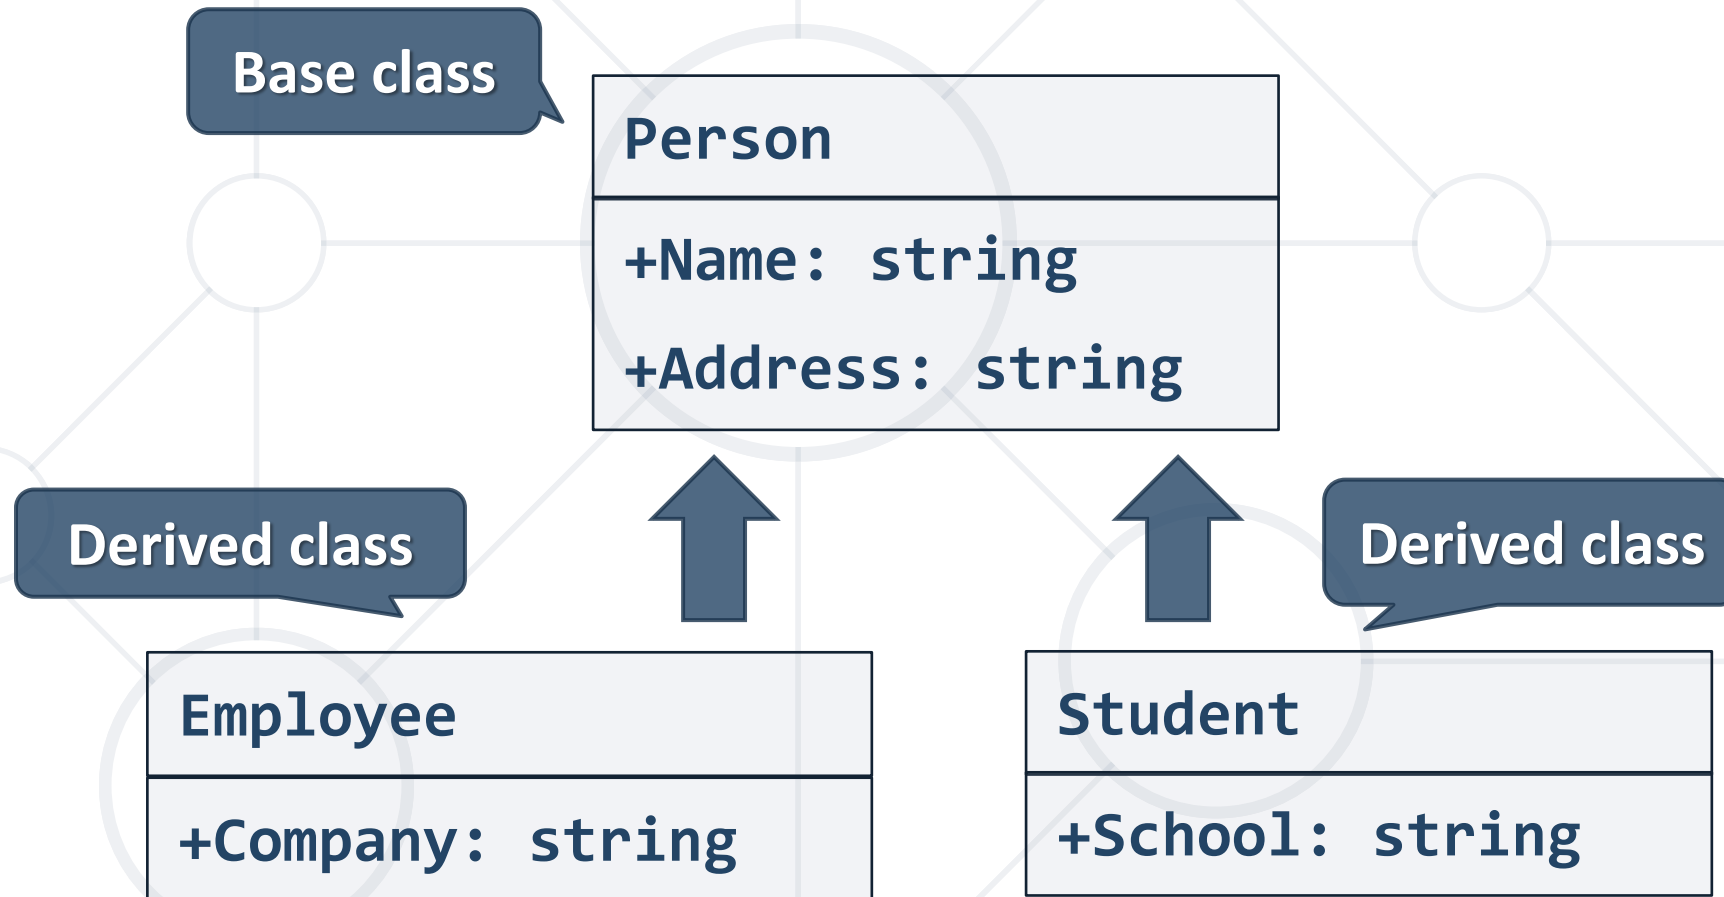 Base class
Person
+Name: string
+Address: string
Derived class
Derived class
Employee
+Company: string
Student
+School: string